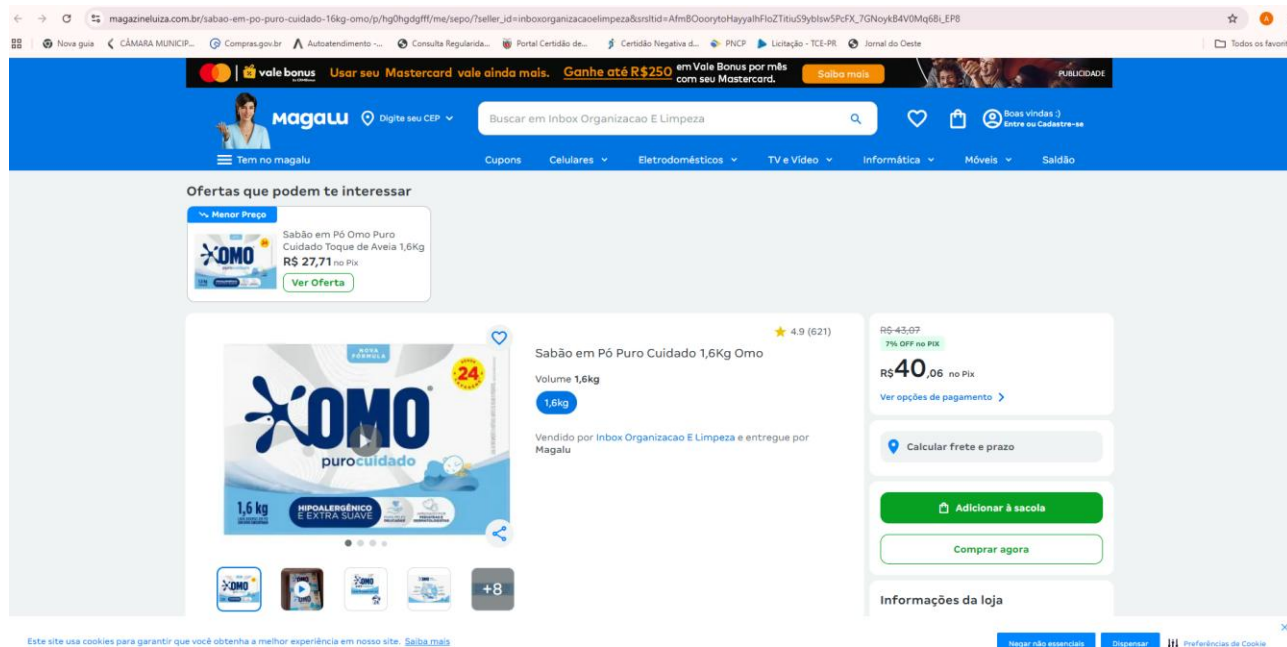 magazineluiza.com.br/sabao-em-po-puro-cuidado-16kg-omo/p/hg0hgdgfff/me/sepo/?seller_id=inboxorganizacaoelimpeza&srsltid=AfmBOoorytoHayyalhFloZTitiuS9yblsw5PcFX_7GNoykB4V0Mq6Bi_EP8
Nova guia CÂMARA MUNICIP... Compras.gov.br Autoatendimento -... Consulta Regularida... Portal Certidão de... Certidão Negativa d... PNCP Licitação - TCE-PR Jornal do Oeste Todos os favorit
vale bonus Usar seu Mastercard vale ainda mais. Ganhe até R$250 em Vale Bonus por mês com seu Mastercard. Saiba mais PUBLICIDADE
Magalu Digite seu CEP Buscar em Inbox Organizacao E Limpeza Boas vindas :) Entre ou Cadastre-se
Tem no magalu Cupons Celulares Eletrodomésticos TV e Vídeo Informática Móveis Saldão
Ofertas que podem te interessar
Menor Preço
Sabão em Pó Omo Puro
Cuidado Toque de Aveia 1,6Kg
R$ 27,71 no Pix
Ver Oferta
OMO
4.9 (621)
Sabão em Pó Puro Cuidado 1,6Kg Omo
Volume 1,6kg
1,6kg
Vendido por Inbox Organizacao E Limpeza e entregue por
Magalu
NOVA
FÓRMULA
24
OMO
purocuidado
1,6 kg
HIPOALERGÊNICO
E EXTRA SUAVE
+8
R$ 43,07
7% OFF no PIX
R$40,06 no Pix
Ver opções de pagamento
Calcular frete e prazo
Adicionar à sacola
Comprar agora
Informações da loja
Este site usa cookies para garantir que você obtenha a melhor experiência em nosso site. Saiba mais
Negar não essenciais Dispensar Preferências de Cookie